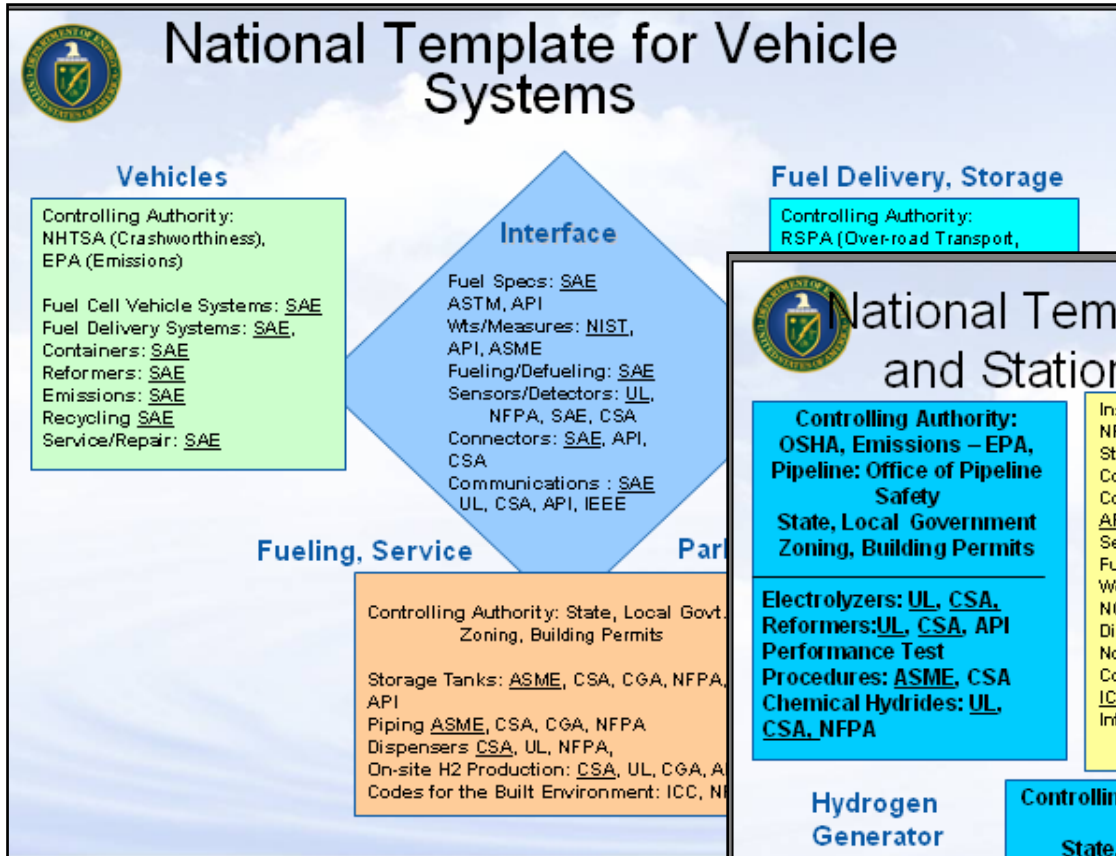 National Template for Vehicle
Systems
Vehicles
Controlling Authority:
NHTSA (Crashworthiness),
EPA (Emissions)
Fuel Cell Vehicle Systems: SAE
Fuel Delivery Systems: SAE,
Containers: SAE
Reformers: SAE
Emissions: SAE
Recycling SAE
Service/Repair: SAE
Interface
Fuel Specs: SAE
ASTM, API
Wts/Measures: NIST,
API, ASME
Fueling/Defueling: SAE
Sensors/Detectors: UL,
NFPA, SAE, CSA
Connectors: SAE, API,
CSA
Communications : SAE
UL, CSA, API, IEEE
Fuel Delivery, Storage
Controlling Authority:
RSPA (Over-road Transport,
Fueling, Service
Controlling Authority: State, Local Govt.
Zoning, Building Permits
Storage Tanks: ASME, CSA, CGA, NFPA,
API
Piping ASME, CSA, CGA, NFPA
Dispensers CSA, UL, NFPA,
On-site H2 Production: CSA, UL, CGA,
Codes for the Built Environment: ICC,
National
and
Controlling Authority:
OSHA, Emissions – EPA,
Pipeline: Office of Pipeline
Safety
State, Local Government
Zoning, Building Permits
Electrolyzers: UL, CSA,
Reformers:UL, CSA, API
Performance Test
Procedures: ASME, CSA
Chemical Hydrides: UL,
CSA, NFPA
Hydrogen
Generator
State,